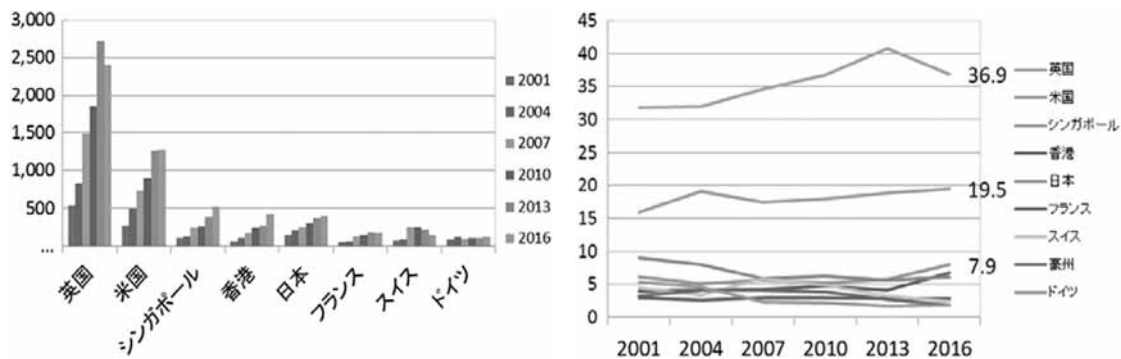 3,000
2,500
2,000
1,500
1,000
500
...
英国
米国
シンガポール
香港
日本
フランス
スイス
ドイツ
2001
2004
2007
2010
2013
2016
45
40
35
30
25
20
15
10
5
0
2001 2004 2007 2010 2013 2016
36.9
19.5
7.9
英国
米国
シンガポール
香港
日本
フランス
スイス
豪州
ドイツ